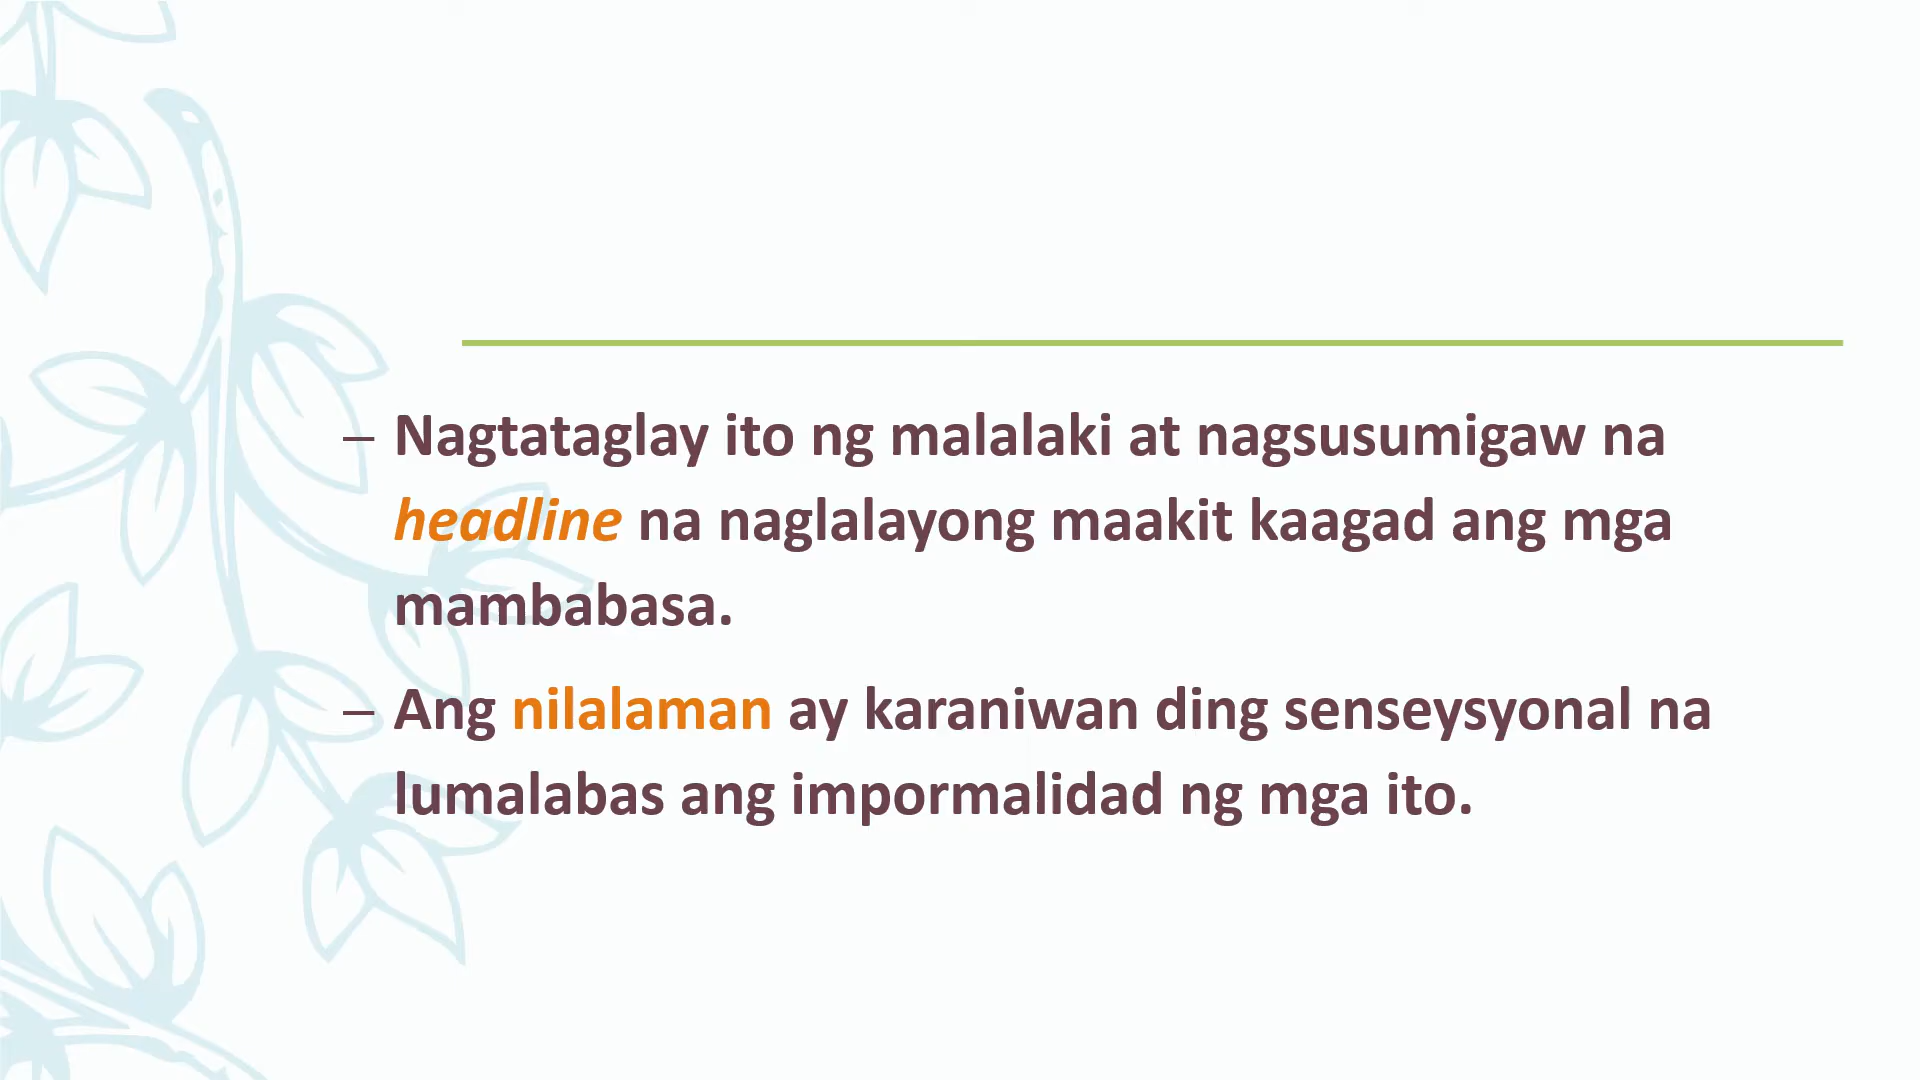 – Nagtataglay ito ng malalaki at nagsusumigaw na
headline na naglalayong maakit kaagad ang mga
mambabasa.
– Ang nilalaman ay karaniwan ding senseysyonal na
lumalabas ang impormalidad ng mga ito.